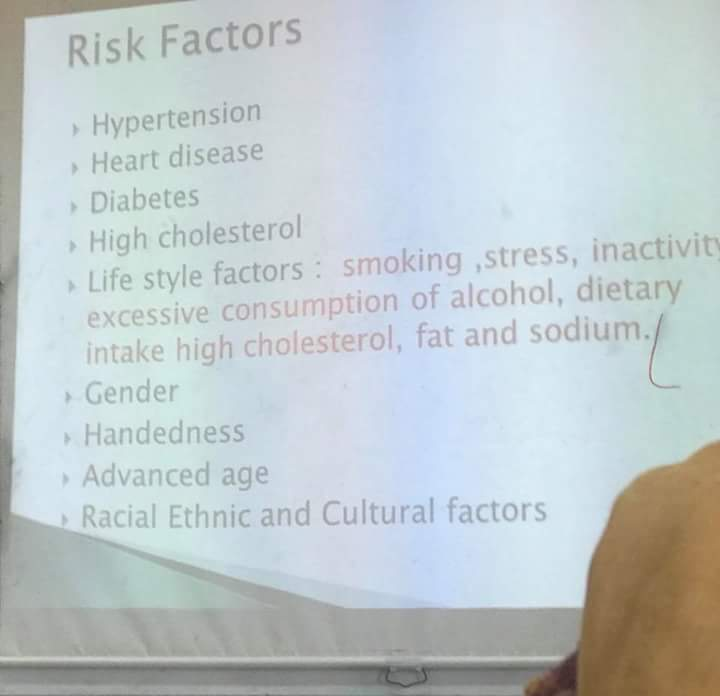 Risk Factors
Hypertension
Heart disease
Diabetes
High cholesterol
Life style factors : smoking ,stress, inactivity
excessive consumption of alcohol, dietary
intake high cholesterol, fat and sodium.
Gender
Handedness
Advanced age
Racial Ethnic and Cultural factors